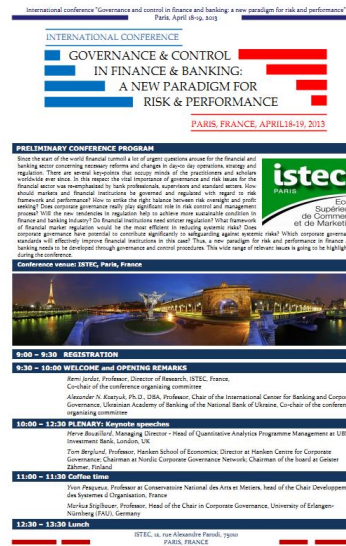 International conference "Governance and control in finance and banking: a new paradigm for risk and performance"
Paris, April 18-19, 2013
INTERNATIONAL CONFERENCE
GOVERNANCE & CONTROL
IN FINANCE & BANKING:
A NEW PARADIGM FOR
RISK & PERFORMANCE
PARIS, FRANCE, APRIL18-19, 2013
PRELIMINARY CONFERENCE PROGRAM
Since the start of the world financial turmoil a lot of urgent questions arouse for the financial and
banking sector concerning necessary reforms and changes in day-to day operations, strategy and
regulation. There are several key-points that occupy minds of the practitioners and scholars
worldwide ever since. In this respect the vital importance of governance and risk issues for the
financial sector was re-emphasised by bank professionals, supervisors and standard setters. How
should markets and financial institutions be governed and regulated with regard to risk
framework and performance? How to strike the right balance between risk oversight and profit
seeking? Does corporate governance really play significant role in risk control and management
process? Will the new tendencies in regulation help to achieve more sustainable condition in
finance and banking industry? Do financial institutions need stricter regulation? What framework
of financial market regulation would be the most efficient in reducing systemic risks? Does
corporate governance have potential to contribute significantly to safeguarding against systemic risks? Which corporate governa
standards will effectively improve financial institutions in this case? Thus, a new paradigm for risk and performance in finance
banking needs to be developed through governance and control procedures. This wide range of relevant issues is going to be highligh
during the conference.
istec
PARIS
Ec
Supérie
de Comme
et de Marketi
Conference venue: ISTEC, Paris, France
9:00 – 9:30 REGISTRATION
9:30 – 10:00 WELCOME and OPENING REMARKS
Remi Jardat, Professor, Director of Research, ISTEC, France,
Co-chair of the conference organizing committee
Alexander N. Kostyuk, Ph.D., DBA, Professor, Chair of the International Center for Banking and Corpo
Governance, Ukrainian Academy of Banking of the National Bank of Ukraine, Co-chair of the conferen
organizing committee
10:00 – 12:30 PLENARY: Keynote speeches
Herve Bouaillard, Managing Director - Head of Quantitative Analytics Programme Management at UB
Investment Bank, London, UK
Tom Berglund, Professor, Hanken School of Economics; Director at Hanken Centre for Corporate
Governance; Chairman at Nordic Corporate Governance Network; Chairman of the board at Geister
Zähmer, Finland
11:00 – 11:30 Coffee time
Yvon Pesqueux, Professor at Conservatoire National des Arts et Metiers, head of the Chair Developpem
des Systemes d Organisation, France
Markus Stiglbauer, Professor, Head of the Chair in Corporate Governance, University of Erlangen-
Nürnberg (FAU), Germany
12:30 – 13:30 Lunch
ISTEC, 12, rue Alexandre Parodi, 75010
PARIS, FRANCE